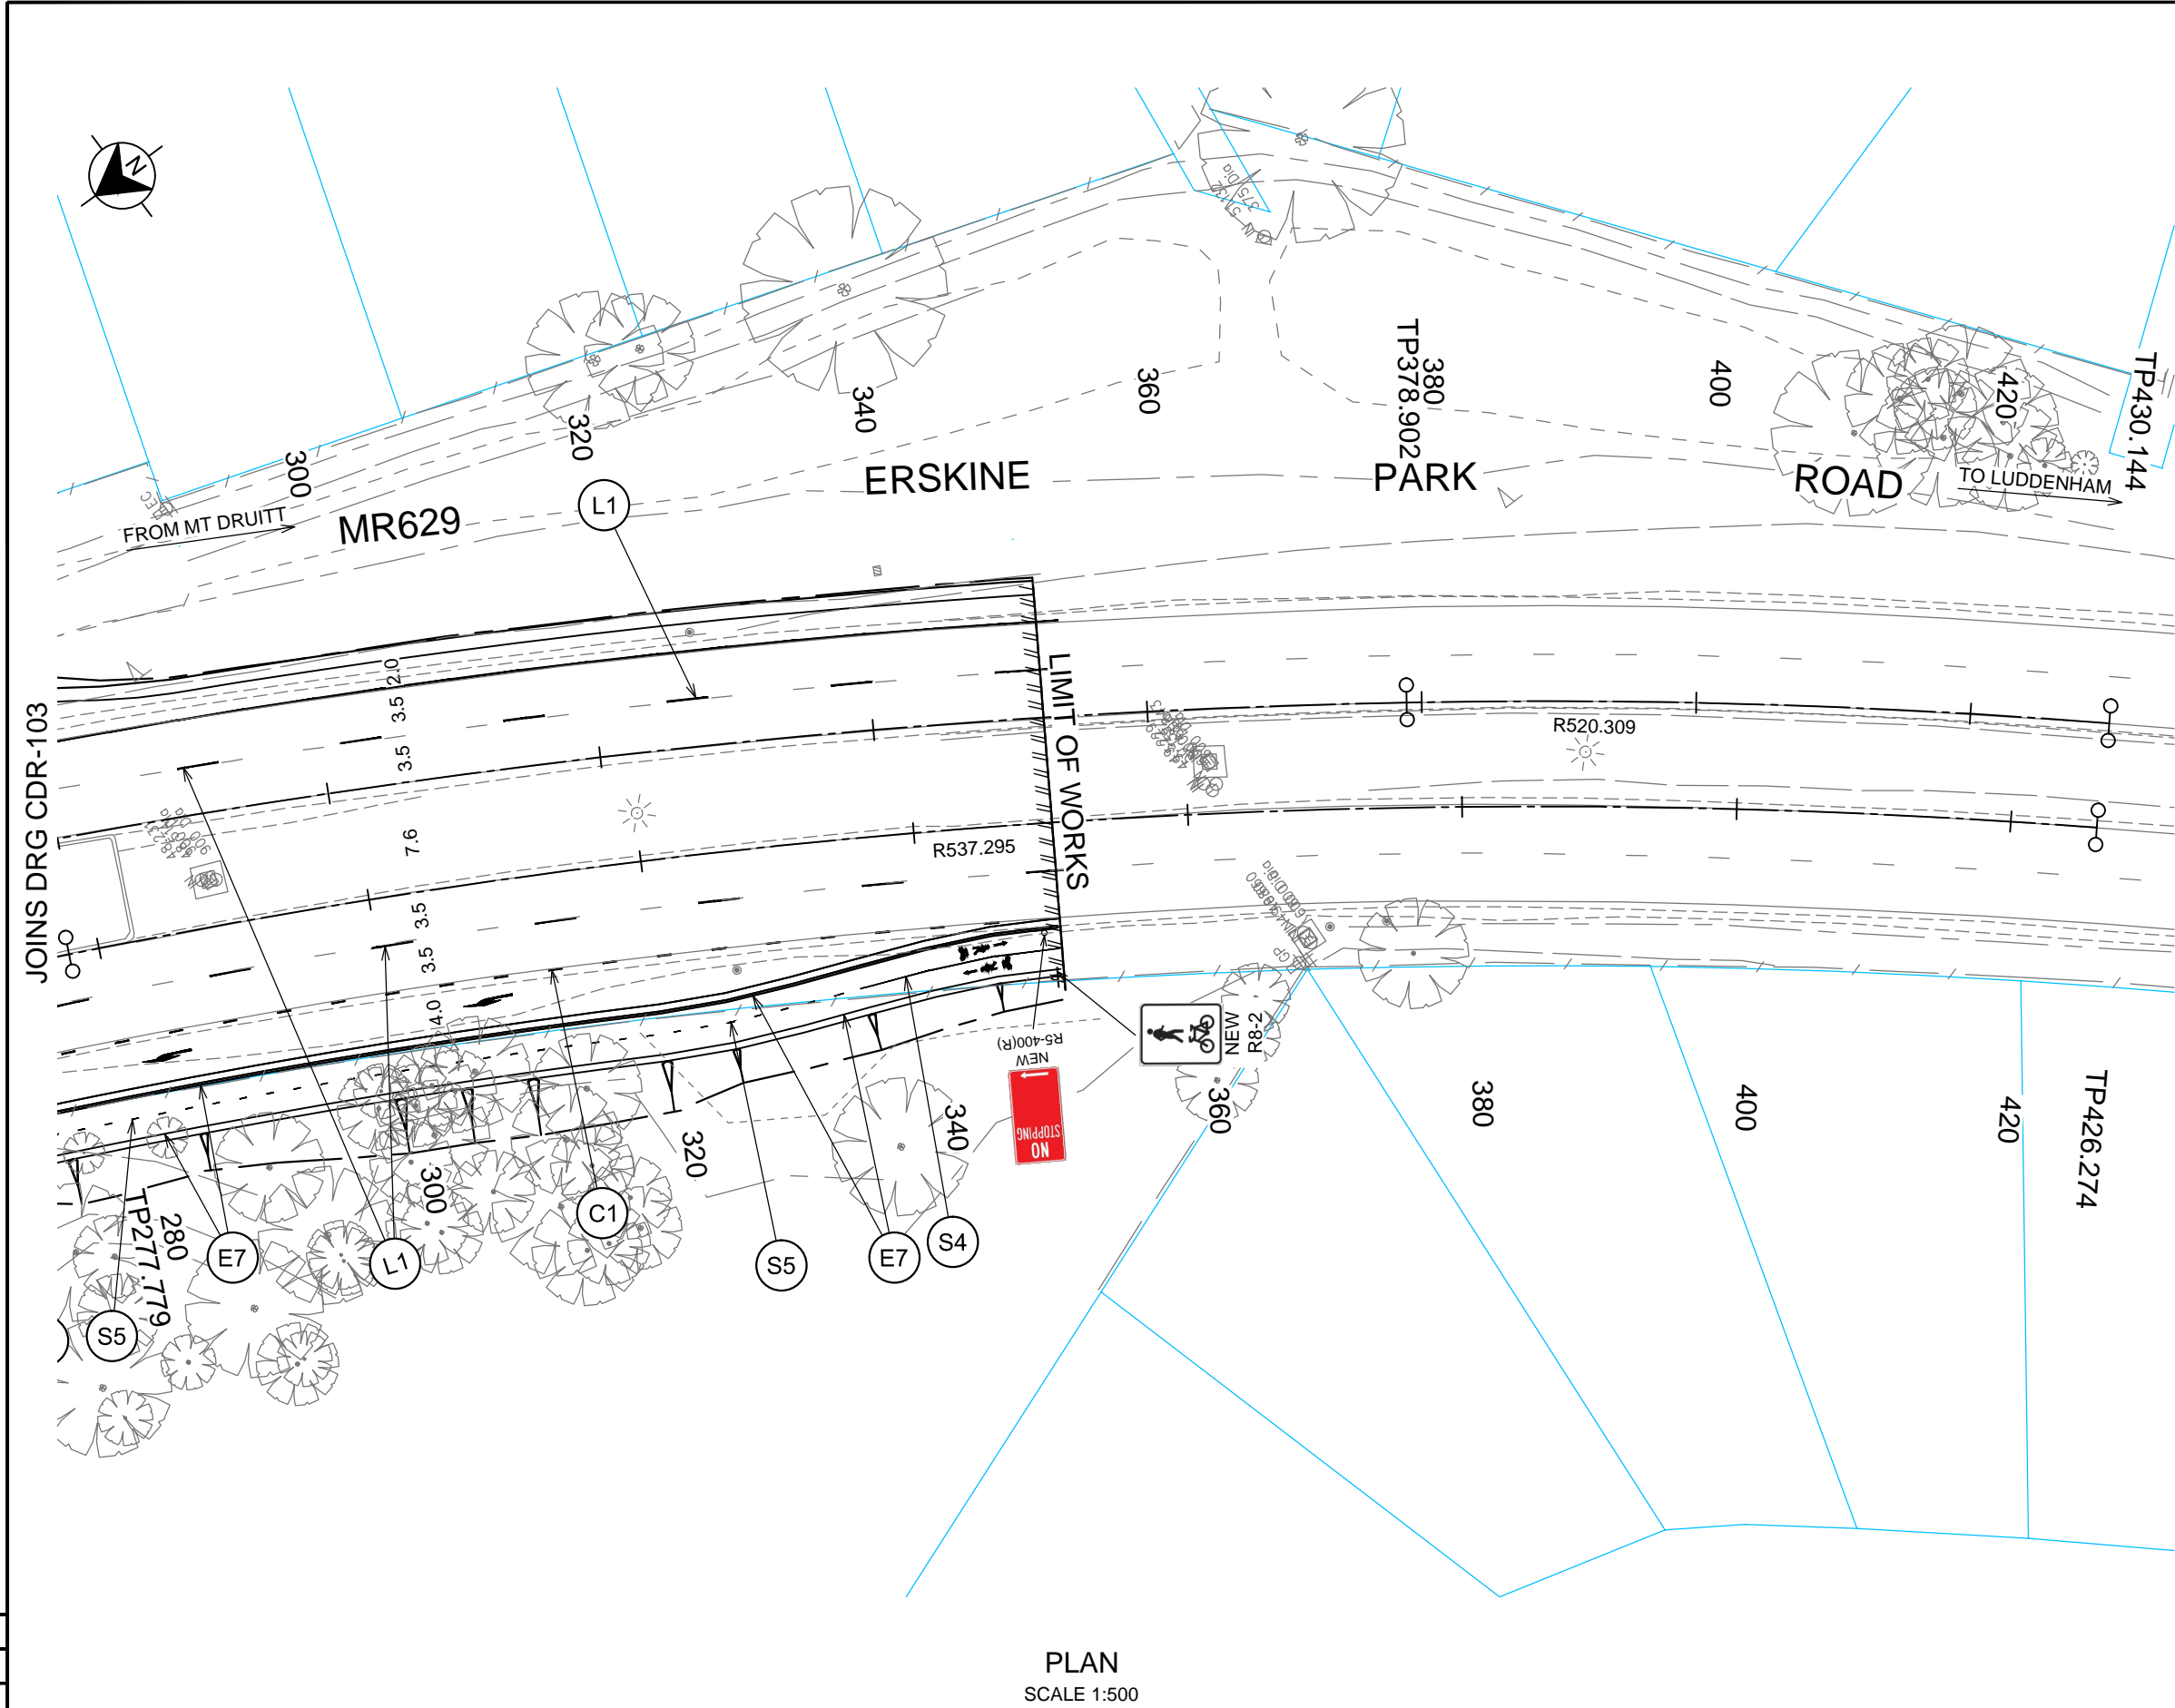 N
375 Dia
300
320
340
360
380
TP378.902
400
420
TP430.144
ERSKINE PARK ROAD
TO LUDDENHAM
FROM MT DRUITT
MR629
L1
JOINS DRG CDR-103
2.0
3.5
3.5
7.6
3.5
3.5
4.0
LIMIT OF WORKS
R520.309
R537.295
GP
NEW
R8-2
NEW
R5-400(R)
NO
STOPPING
280
TP277.779
300
320
340
360
380
400
420
TP426.274
S5
E7
L1
C1
S5
E7
S4
PLAN
SCALE 1:500